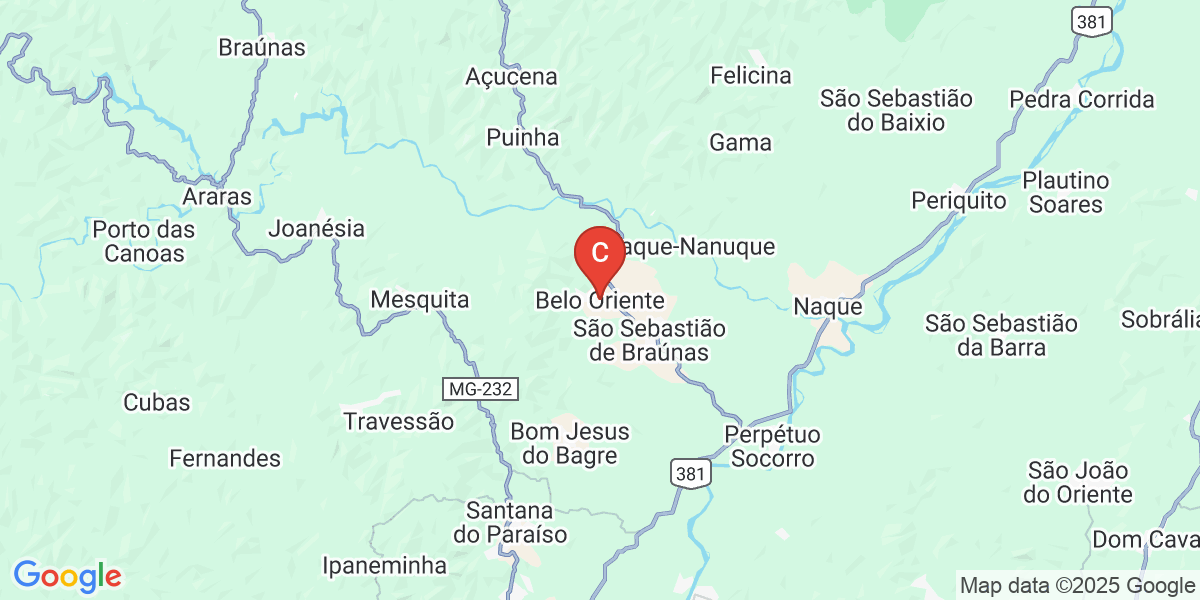 381
Braúnas
Açucena
Felicina
São Sebastião
do Baixio
Pedra Corrida
Puinha
Gama
Plautino
Soares
Araras
Periquito
Porto das
Canoas
Joanésia
aque-Nanuque
C
Mesquita
Belo Oriente
Naque
São Sebastião
de Braúnas
São Sebastião
da Barra
Sobrália
MG-232
Cubas
Travessão
Bom Jesus
do Bagre
Perpétuo
Socorro
Fernandes
381
São João
do Oriente
Santana
do Paraíso
Dom Cava
Ipaneminha
Google
Map data ©2025 Google